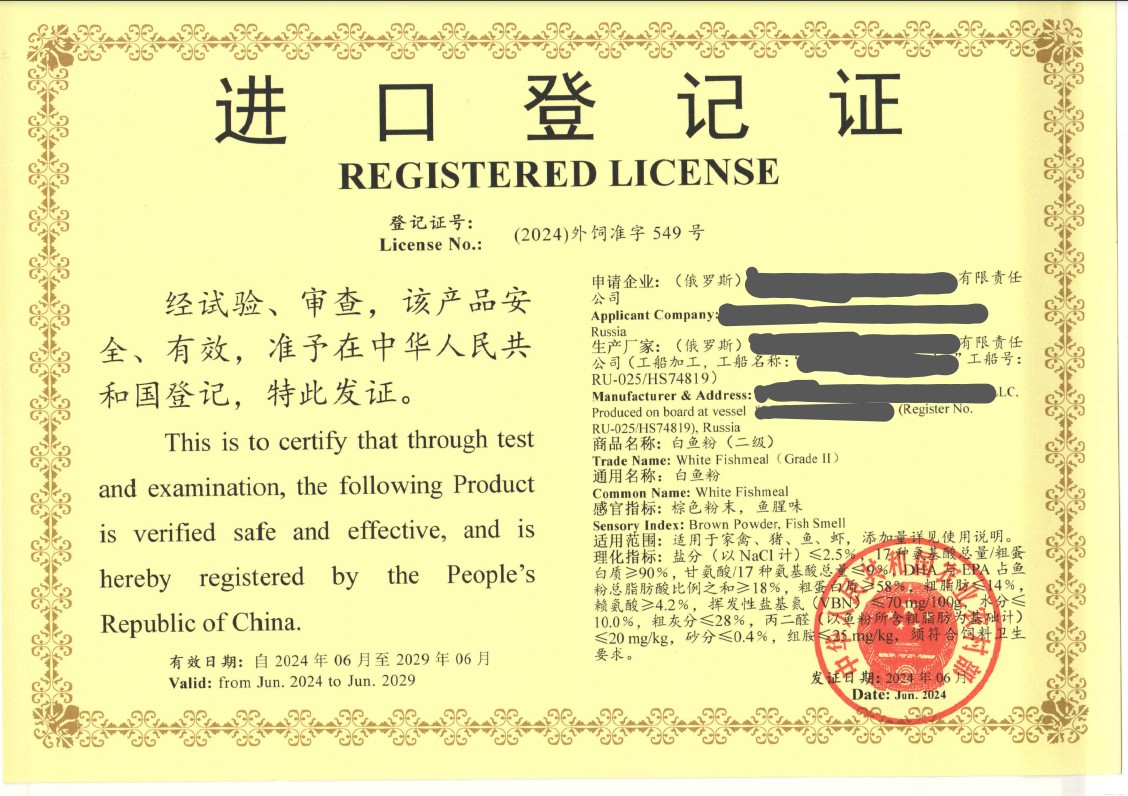 进口登记证
REGISTERED LICENSE
登记证号:
License No.:
(2024)外饲准字 549 号
经试验、审查，该产品安
全、有效，准予在中华人民共
和国登记，特此发证。
This is to certify that through test
and examination, the following Product
is verified safe and effective, and is
hereby registered by the People's
Republic of China.
有效日期: 自 2024 年 06 月至 2029 年 06 月
Valid: from Jun. 2024 to Jun. 2029
申请企业: （俄罗斯）有限责任
公司
Applicant Company:
Russia
生产厂家: （俄罗斯）有限责任
公司（工船加工, 工船名称: “ ” 工船号:
RU-025/HS74819）
Manufacturer & Address: LC.
Produced on board at vessel (Register No.
RU-025/HS74819), Russia
商品名称: 白鱼粉（二级）
Trade Name: White Fishmeal（Grade II）
通用名称: 白鱼粉
Common Name: White Fishmeal
感官指标: 棕色粉末, 鱼腥味
Sensory Index: Brown Powder, Fish Smell
适用范围: 适用于家禽、猪、鱼、虾, 添加量详见使用说明。
理化指标: 盐分（以 NaCl 计）≤2.5%, 17 种氨基酸总量/粗蛋
白质≥90%, 甘氨酸/17 种氨基酸总量≤9%, DHA 与 EPA 占鱼
粉总脂肪酸比例之和≥18%, 粗蛋白质≥58%, 粗脂肪≤14%,
赖氨酸≥4.2%, 挥发性盐基氮（VBN）≤70 mg/100g, 水分≤
10.0%, 粗灰分≤28%, 丙二醛（以鱼粉所含粗脂肪为基础计）
≤20 mg/kg, 砂分≤0.4%, 组胺≤25 mg/kg, 须符合饲料卫生
要求。
发证日期: 2024 年 06 月
Date: Jun. 2024
中华人民共和国农业农村部